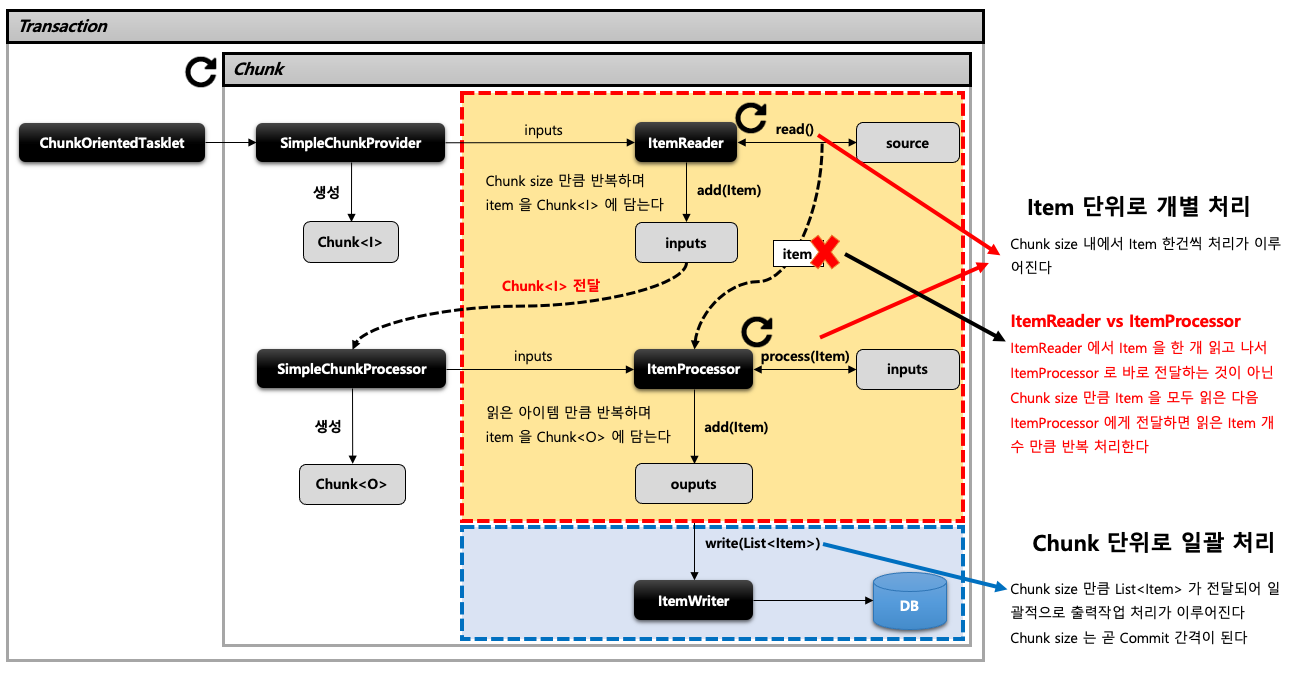 Transaction
Chunk
ChunkOrientedTasklet
SimpleChunkProvider
inputs
ItemReader
read()
source
생성
Chunk size 만큼 반복하며
item 을 Chunk<I> 에 담는다
add(Item)
Chunk<I>
inputs
item
Chunk<I> 전달
SimpleChunkProcessor
inputs
ItemProcessor
process(Item)
inputs
생성
읽은 아이템 만큼 반복하며
item 을 Chunk<O> 에 담는다
add(Item)
Chunk<O>
ouputs
write(List<Item>)
ItemWriter
DB
Item 단위로 개별 처리
Chunk size 내에서 Item 한건씩 처리가 이루
어진다
ItemReader vs ItemProcessor
ItemReader 에서 Item 을 한 개 읽고 나서
ItemProcessor 로 바로 전달하는 것이 아닌
Chunk size 만큼 Item 을 모두 읽은 다음
ItemProcessor 에게 전달하면 읽은 Item 개
수 만큼 반복 처리한다
Chunk 단위로 일괄 처리
Chunk size 만큼 List<Item> 가 전달되어 일
괄적으로 출력작업 처리가 이루어진다
Chunk size 는 곧 Commit 간격이 된다